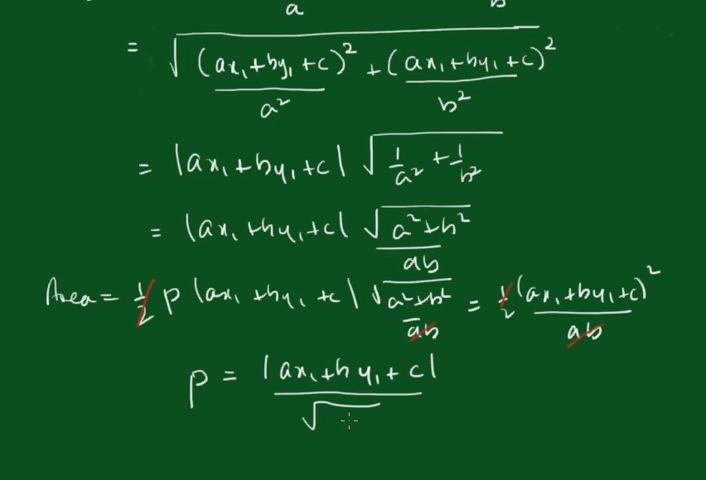 a b
= √((ax₁+by₁+c)²/a² + (ax₁+by₁+c)²/b²)
= |ax₁+by₁+c| √(1/a² + 1/b²)
= |ax₁+by₁+c| √(a²+b²)/ab
Area = 1/2 p |ax₁+by₁+c| √(a²+b²)/ab = 1/2 (ax₁+by₁+c)²/ab
p = |ax₁+by₁+c|/√